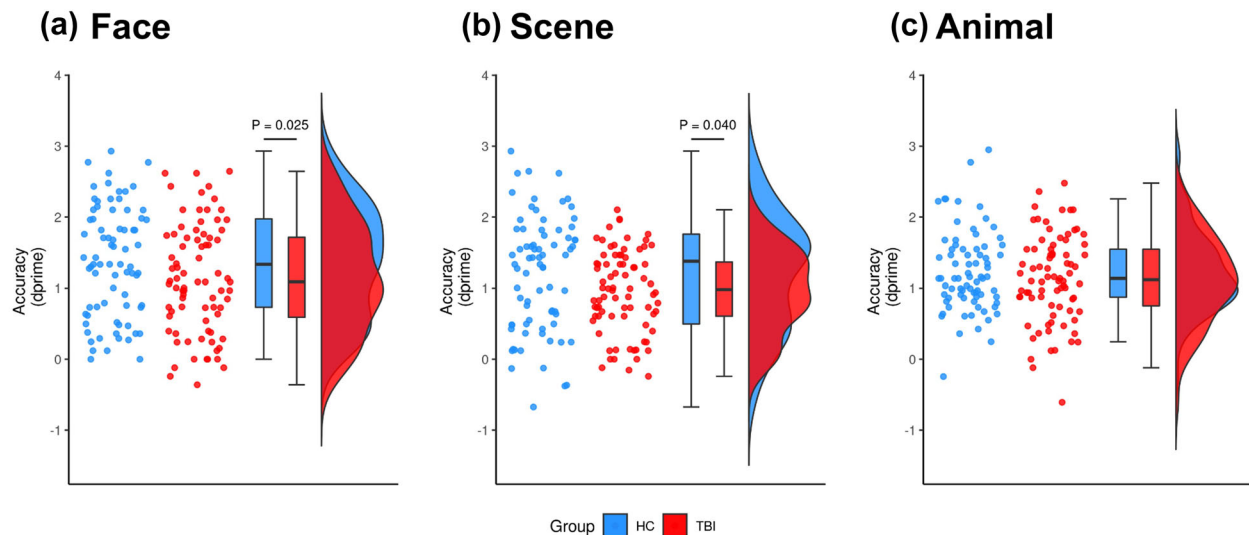 (a) Face
Accuracy
(dprime)
4
3
2
1
0
-1
P = 0.025
(b) Scene
Accuracy
(dprime)
4
3
2
1
0
-1
P = 0.040
(c) Animal
Accuracy
(dprime)
4
3
2
1
0
-1
Group HC TBI